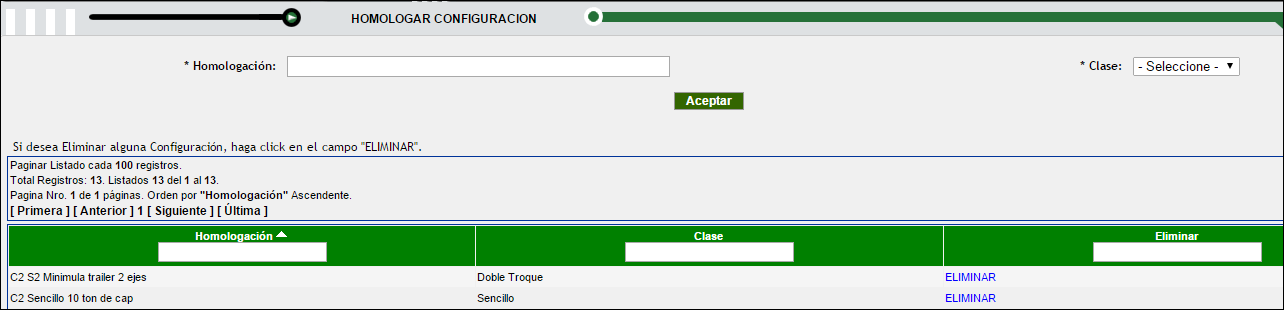 HOMOLOGAR CONFIGURACION
* Homologación:
* Clase: - Seleccione -
Aceptar
Si desea Eliminar alguna Configuración, haga click en el campo "ELIMINAR".
Paginar Listado cada 100 registros.
Total Registros: 13. Listados 13 del 1 al 13.
Pagina Nro. 1 de 1 páginas. Orden por "Homologación" Ascendente.
[ Primera ] [ Anterior ] 1 [ Siguiente ] [ Última ]
Homologación Clase Eliminar
C2 S2 Minimula trailer 2 ejes Doble Troque ELIMINAR
C2 Sencillo 10 ton de cap Sencillo ELIMINAR